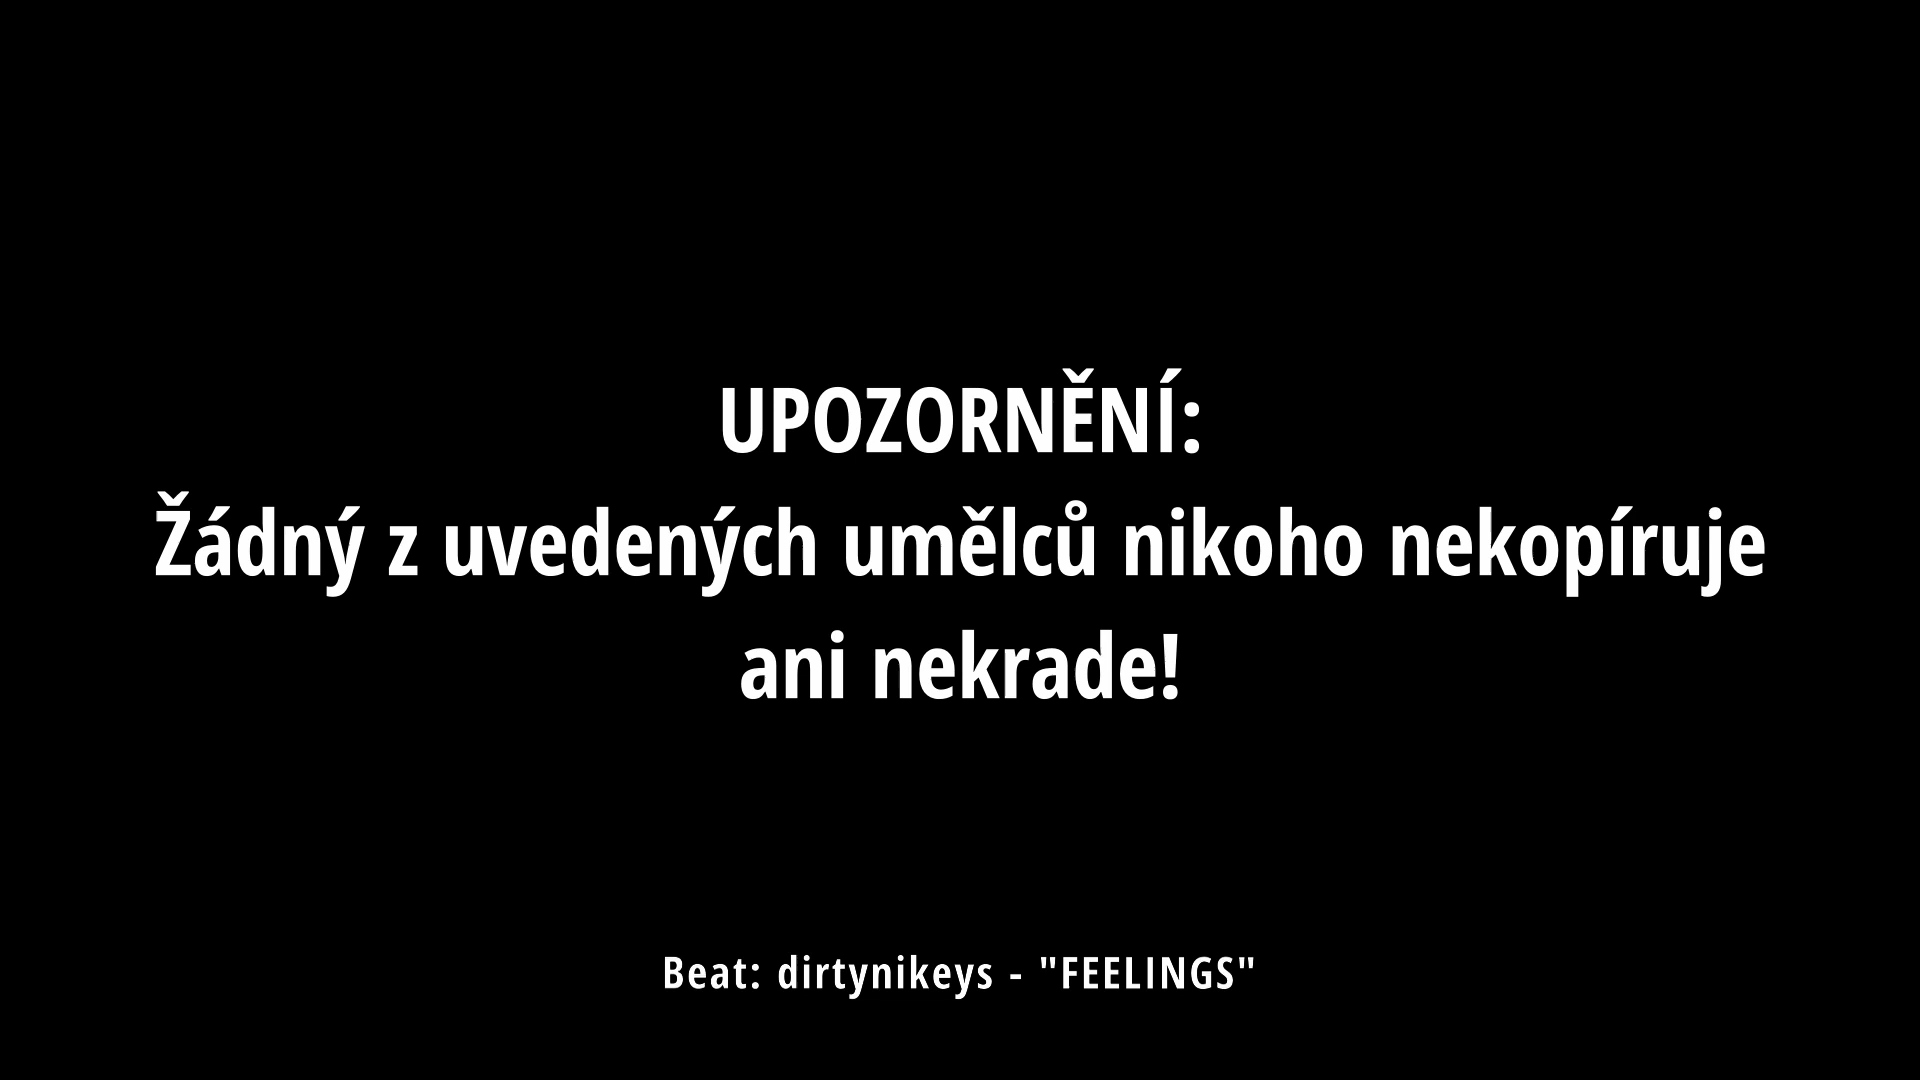 UPOZORNĚNÍ:
Žádný z uvedených umělců nikoho nekopíruje
ani nekrade!
Beat: dirtynikeys - "FEELINGS"